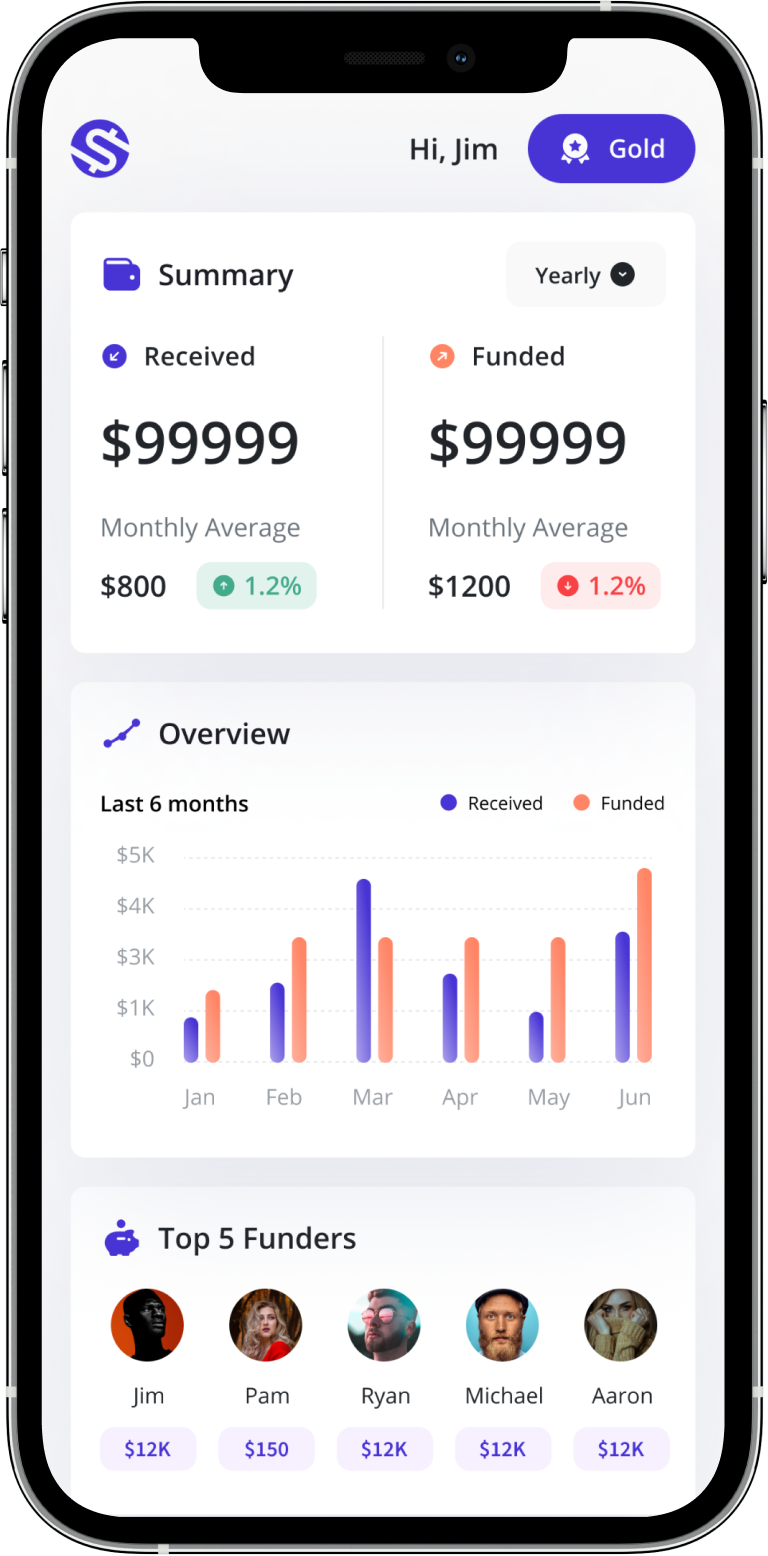 Hi, Jim
Gold
Summary
Yearly
Received
Funded
$99999
$99999
Monthly Average
Monthly Average
$800
1.2%
$1200
1.2%
Overview
Last 6 months
Received
Funded
$5K
$4K
$3K
$1K
$0
Jan
Feb
Mar
Apr
May
Jun
Top 5 Funders
Jim
Pam
Ryan
Michael
Aaron
$12K
$150
$12K
$12K
$12K